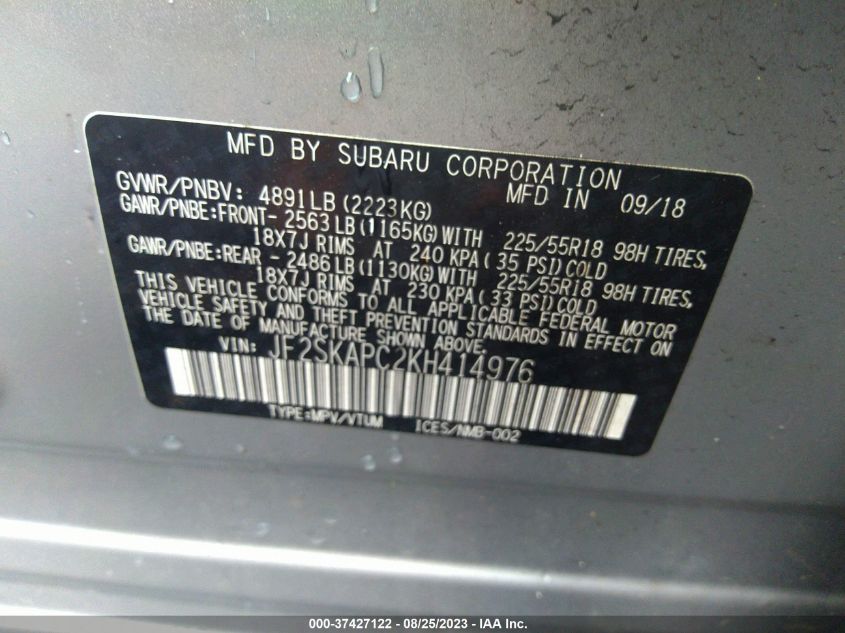 MFD BY SUBARU CORPORATION
GVWR/PNBV: 4891LB(2223KG) MFD IN 09/18
GAWR/PNBE:FRONT- 2563LB(1165KG)WITH 225/55R18 98H TIRES,
18X7J RIMS AT 240 KPA( 35 PSI)COLD
GAWR/PNBE:REAR - 2486LB(1130KG)WITH 225/55R18 98H TIRES,
18X7J RIMS AT 230 KPA( 33 PSI)COLD
THIS VEHICLE CONFORMS TO ALL APPLICABLE FEDERAL MOTOR
VEHICLE SAFETY AND THEFT PREVENTION STANDARDS IN EFFECT ON
THE DATE OF MANUFACTURE SHOWN ABOVE.
VIN: JF2SKAPC2KH414976
TYPE:MPV/VTUM ICES/NMB-002
000-37427122 - 08/25/2023 - IAA Inc.